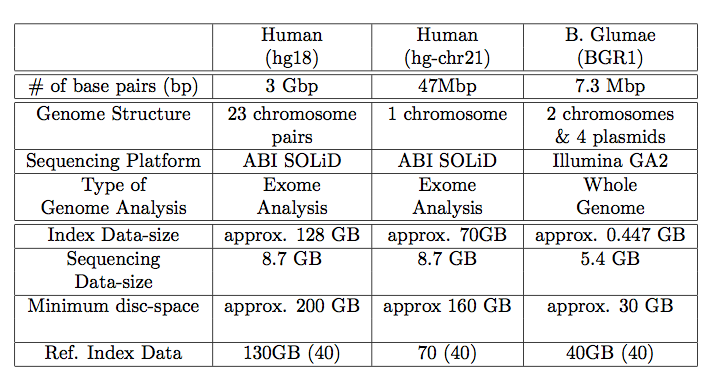 Human Human B. Glumae
(hg18) (hg-chr21) (BGR1)
# of base pairs (bp) 3 Gbp 47Mbp 7.3 Mbp
Genome Structure 23 chromosome 1 chromosome 2 chromosomes
pairs & 4 plasmids
Sequencing Platform ABI SOLiD ABI SOLiD Illumina GA2
Type of Exome Exome Whole
Genome Analysis Analysis Analysis Genome
Index Data-size approx. 128 GB approx. 70GB approx. 0.447 GB
Sequencing 8.7 GB 8.7 GB 5.4 GB
Data-size
Minimum disc-space approx. 200 GB approx 160 GB approx. 30 GB
Ref. Index Data 130GB (40) 70 (40) 40GB (40)